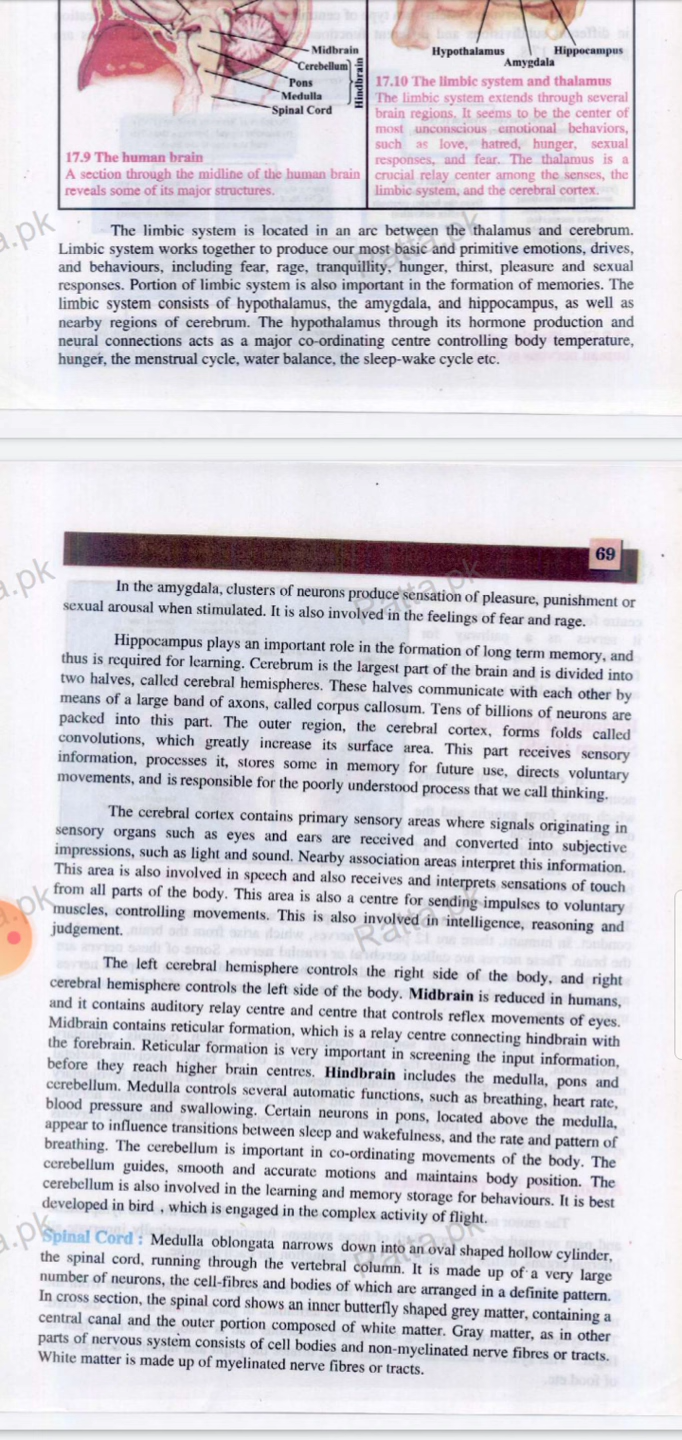 Midbrain
Cerebellum
Pons
Medulla
Spinal Cord
Hindbrain
17.9 The human brain
A section through the midline of the human brain
reveals some of its major structures.
Hypothalamus
Hippocampus
Amygdala
17.10 The limbic system and thalamus
The limbic system extends through several
brain regions. It seems to be the center of
most unconscious emotional behaviors,
such as love, hatred, hunger, sexual
responses, and fear. The thalamus is a
crucial relay center among the senses, the
limbic system, and the cerebral cortex.
The limbic system is located in an arc between the thalamus and cerebrum.
Limbic system works together to produce our most basic and primitive emotions, drives,
and behaviours, including fear, rage, tranquillity, hunger, thirst, pleasure and sexual
responses. Portion of limbic system is also important in the formation of memories. The
limbic system consists of hypothalamus, the amygdala, and hippocampus, as well as
nearby regions of cerebrum. The hypothalamus through its hormone production and
neural connections acts as a major co-ordinating centre controlling body temperature,
hunger, the menstrual cycle, water balance, the sleep-wake cycle etc.
69
In the amygdala, clusters of neurons produce sensation of pleasure, punishment or
sexual arousal when stimulated. It is also involved in the feelings of fear and rage.
Hippocampus plays an important role in the formation of long term memory, and
thus is required for learning. Cerebrum is the largest part of the brain and is divided into
two halves, called cerebral hemispheres. These halves communicate with each other by
means of a large band of axons, called corpus callosum. Tens of billions of neurons are
packed into this part. The outer region, the cerebral cortex, forms folds called
convolutions, which greatly increase its surface area. This part receives sensory
information, processes it, stores some in memory for future use, directs voluntary
movements, and is responsible for the poorly understood process that we call thinking.
The cerebral cortex contains primary sensory areas where signals originating in
sensory organs such as eyes and ears are received and converted into subjective
impressions, such as light and sound. Nearby association areas interpret this information.
This area is also involved in speech and also receives and interprets sensations of touch
from all parts of the body. This area is also a centre for sending impulses to voluntary
muscles, controlling movements. This is also involved in intelligence, reasoning and
judgement.
The left cerebral hemisphere controls the right side of the body, and right
cerebral hemisphere controls the left side of the body. Midbrain is reduced in humans,
and it contains auditory relay centre and centre that controls reflex movements of eyes.
Midbrain contains reticular formation, which is a relay centre connecting hindbrain with
the forebrain. Reticular formation is very important in screening the input information,
before they reach higher brain centres. Hindbrain includes the medulla, pons and
cerebellum. Medulla controls several automatic functions, such as breathing, heart rate,
blood pressure and swallowing. Certain neurons in pons, located above the medulla,
appear to influence transitions between sleep and wakefulness, and the rate and pattern of
breathing. The cerebellum is important in co-ordinating movements of the body. The
cerebellum guides, smooth and accurate motions and maintains body position. The
cerebellum is also involved in the learning and memory storage for behaviours. It is best
developed in bird , which is engaged in the complex activity of flight.
Spinal Cord : Medulla oblongata narrows down into an oval shaped hollow cylinder,
the spinal cord, running through the vertebral column. It is made up of a very large
number of neurons, the cell-fibres and bodies of which are arranged in a definite pattern.
In cross section, the spinal cord shows an inner butterfly shaped grey matter, containing a
central canal and the outer portion composed of white matter. Gray matter, as in other
parts of nervous system consists of cell bodies and non-myelinated nerve fibres or tracts.
White matter is made up of myelinated nerve fibres or tracts.